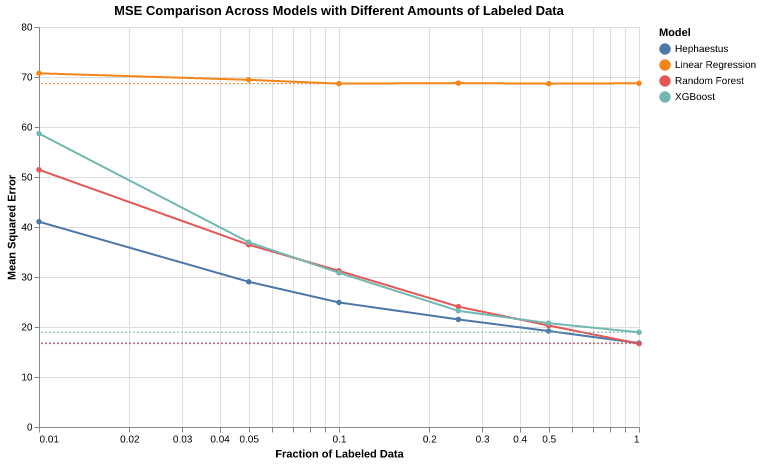 MSE Comparison Across Models with Different Amounts of Labeled Data
80
70
60
50
40
30
20
10
0
Mean Squared Error
0.01 0.02 0.03 0.04 0.05 0.1 0.2 0.3 0.4 0.5 1
Fraction of Labeled Data
Model
Hephaestus
Linear Regression
Random Forest
XGBoost